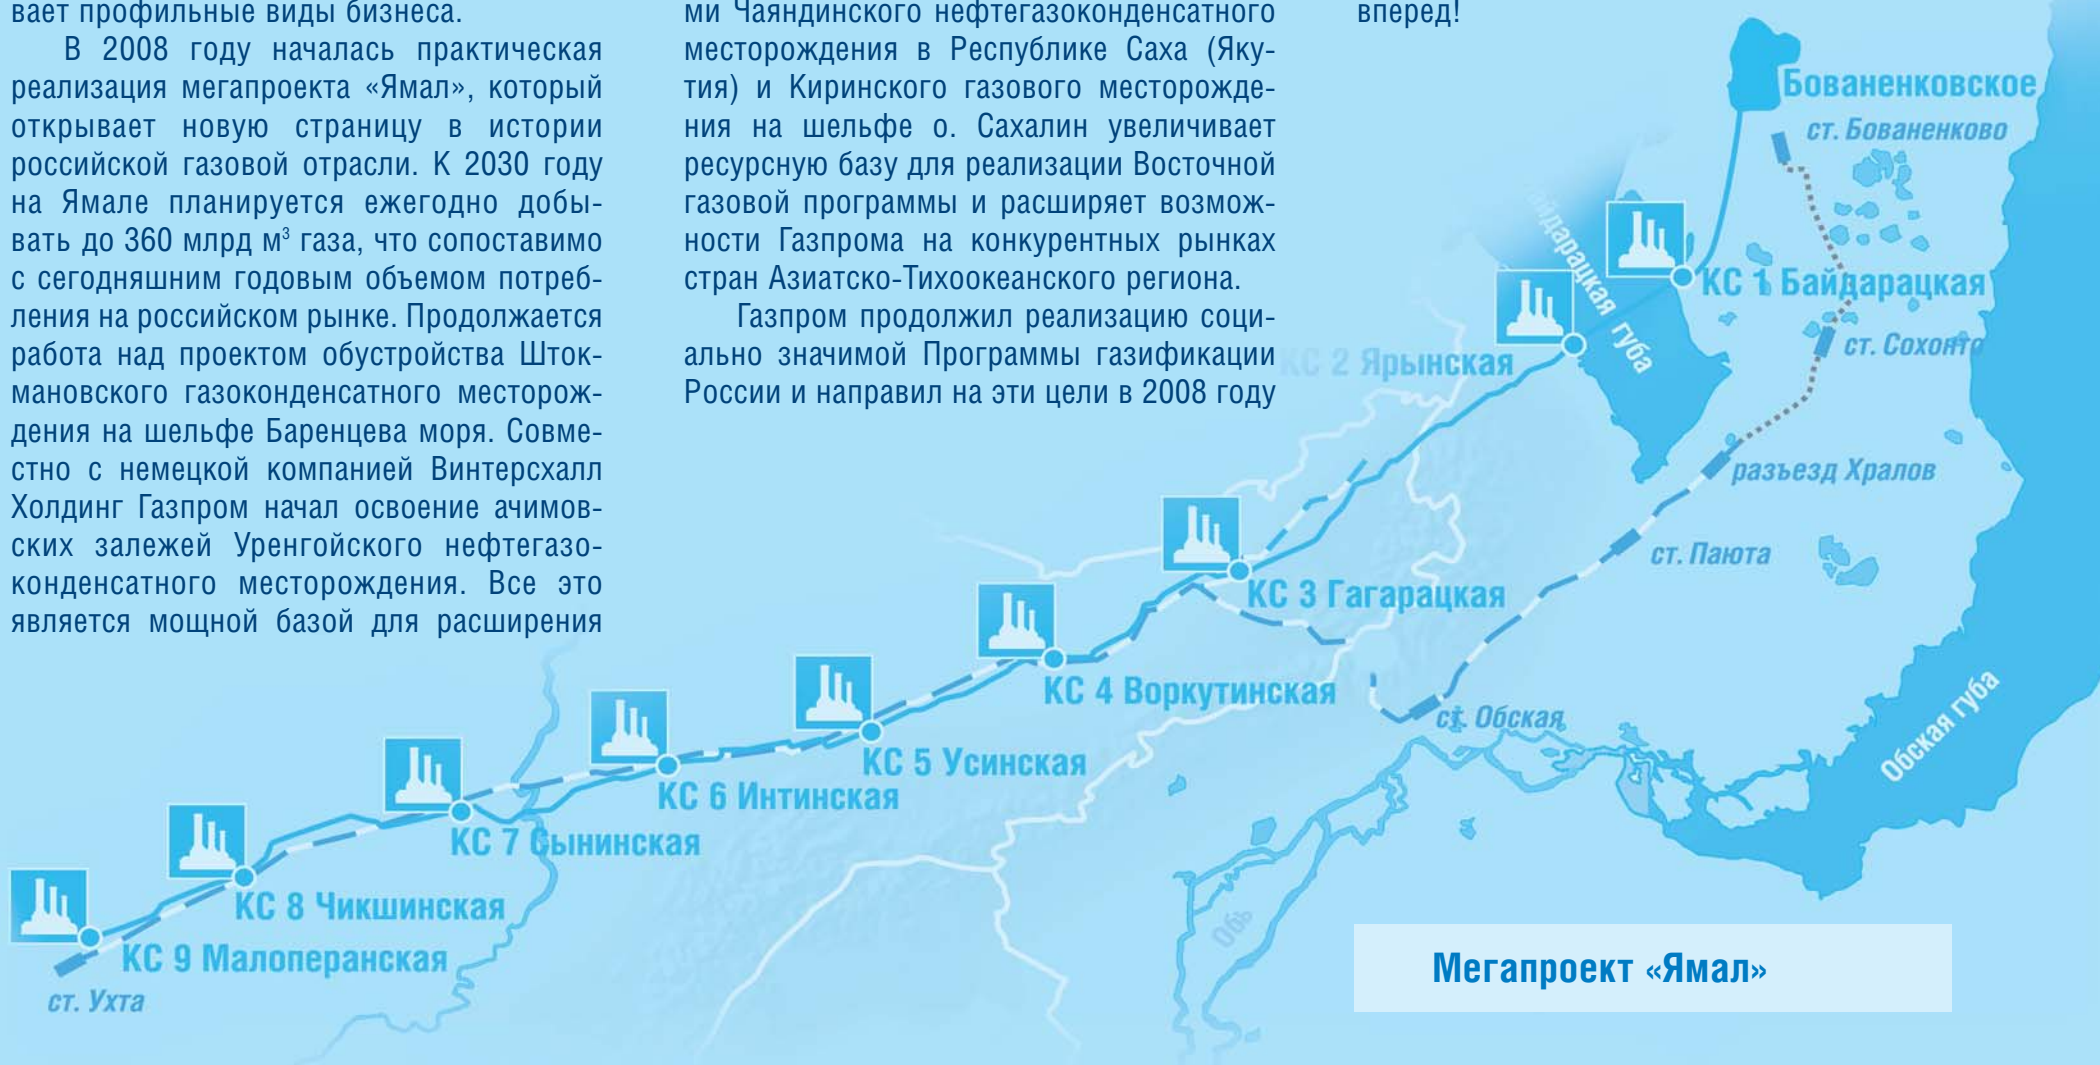 вает профильные виды бизнеса.
В 2008 году началась практическая
реализация мегапроекта «Ямал», который
открывает новую страницу в истории
российской газовой отрасли. К 2030 году
на Ямале планируется ежегодно добы-
вать до 360 млрд м³ газа, что сопоставимо
с сегодняшним годовым объемом потреб-
ления на российском рынке. Продолжается
работа над проектом обустройства Шток-
мановского газоконденсатного месторож-
дения на шельфе Баренцева моря. Совме-
стно с немецкой компанией Винтерсхалл
Холдинг Газпром начал освоение ачимов-
ских залежей Уренгойского нефтегазо-
конденсатного месторождения. Все это
является мощной базой для расширения
ми Чаяндинского нефтегазоконденсатного
месторождения в Республике Саха (Яку-
тия) и Киринского газового месторожде-
ния на шельфе о. Сахалин увеличивает
ресурсную базу для реализации Восточной
газовой программы и расширяет возмож-
ности Газпрома на конкурентных рынках
стран Азиатско-Тихоокеанского региона.
Газпром продолжил реализацию соци-
ально значимой Программы газификации
России и направил на эти цели в 2008 году
вперед!
Бованенковское
ст. Бованенково
Байдарацкая губа
КС 1 Байдарацкая
ст. Сохонто
КС 2 Ярынская
разъезд Хралов
ст. Паюта
КС 3 Гагарацкая
КС 4 Воркутинская
ст. Обская
Обская губа
КС 5 Усинская
КС 6 Интинская
КС 7 Сынинская
КС 8 Чикшинская
Обь
КС 9 Малоперанская
ст. Ухта
Мегапроект «Ямал»